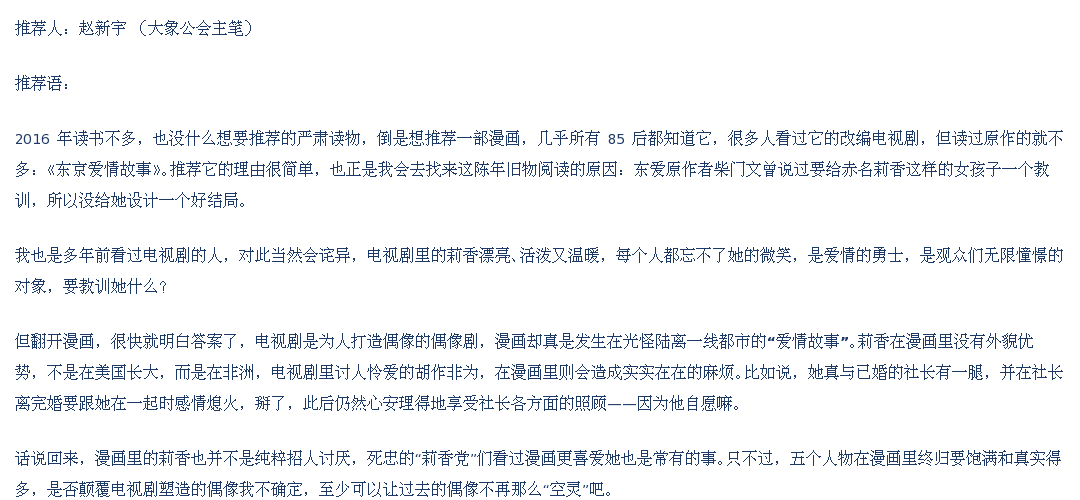 推荐人：赵新宇 （大象公会主笔）
推荐语：
2016 年读书不多，也没什么想要推荐的严肃读物，倒是想推荐一部漫画，几乎所有 85 后都知道它，很多人看过它的改编电视剧，但读过原作的就不
多：《东京爱情故事》。推荐它的理由很简单，也正是我会去找来这陈年旧物阅读的原因：东爱原作者柴门文曾说过要给赤名莉香这样的女孩子一个教
训，所以没给她设计一个好结局。
我也是多年前看过电视剧的人，对此当然会诧异，电视剧里的莉香漂亮、活泼又温暖，每个人都忘不了她的微笑，是爱情的勇士，是观众们无限憧憬的
对象，要教训她什么？
但翻开漫画，很快就明白答案了，电视剧是为人打造偶像的偶像剧，漫画却真是发生在光怪陆离一线都市的“爱情故事”。莉香在漫画里没有外貌优
势，不是在美国长大，而是在非洲，电视剧里讨人怜爱的胡作非为，在漫画里则会造成实实在在的麻烦。比如说，她真与已婚的社长有一腿，并在社长
离完婚要跟她在一起时感情熄火，掰了，此后仍然心安理得地享受社长各方面的照顾——因为他自愿嘛。
话说回来，漫画里的莉香也并不是纯粹招人讨厌，死忠的“莉香党”们看过漫画更喜爱她也是常有的事。只不过，五个人物在漫画里终归要饱满和真实得
多，是否颠覆电视剧塑造的偶像我不确定，至少可以让过去的偶像不再那么“空灵”吧。